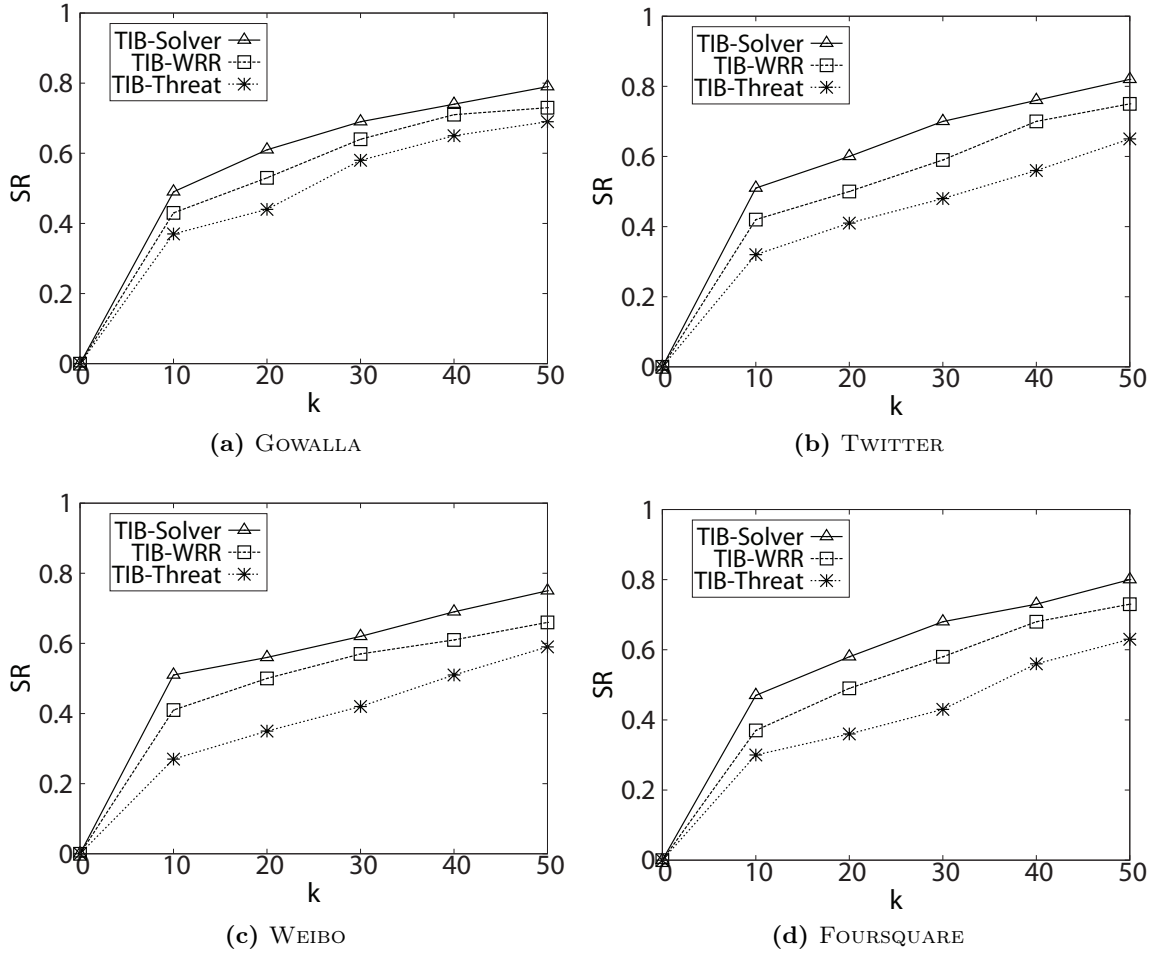 1
0.8
0.6
0.4
0.2
0
SR
TIB-Solver
TIB-WRR
TIB-Threat
0 10 20 30 40 50
k
(a) GOWALLA
1
0.8
0.6
0.4
0.2
0
SR
TIB-Solver
TIB-WRR
TIB-Threat
0 10 20 30 40 50
k
(b) TWITTER
1
0.8
0.6
0.4
0.2
0
SR
TIB-Solver
TIB-WRR
TIB-Threat
0 10 20 30 40 50
k
(c) WEIBO
1
0.8
0.6
0.4
0.2
0
SR
TIB-Solver
TIB-WRR
TIB-Threat
0 10 20 30 40 50
k
(d) FOURSQUARE